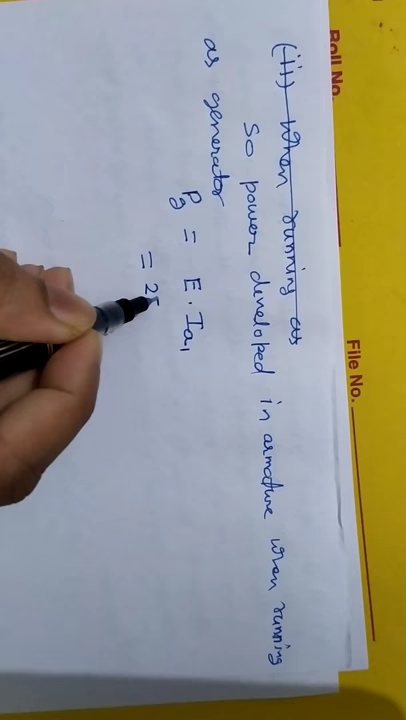 Roll No.
File No.
(ii) When running as
So power developed in armature when running
as generator
Pg = E . Ia1
= 25